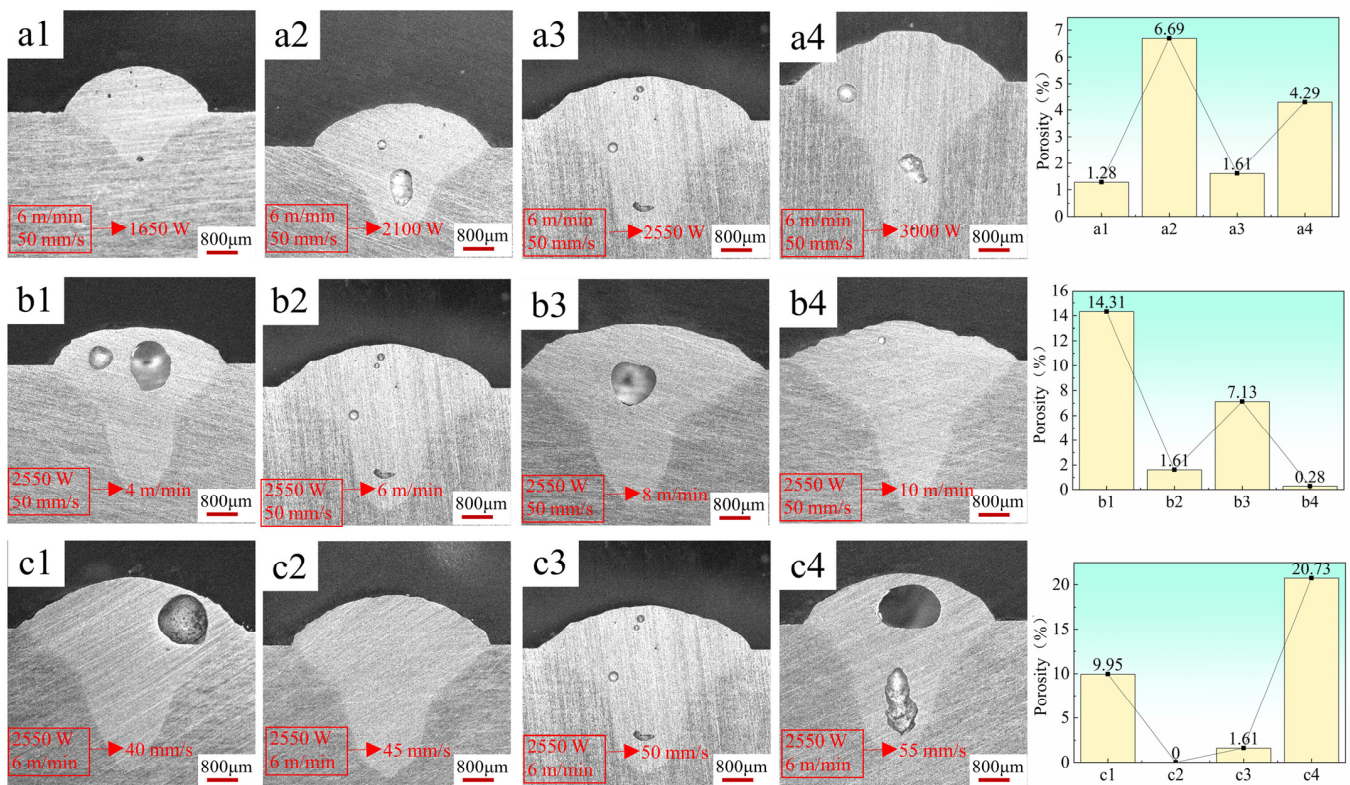 a1
6 m/min
50 mm/s
1650 W
800μm
a2
6 m/min
50 mm/s
2100 W
800μm
a3
6 m/min
50 mm/s
2550 W
800μm
a4
6 m/min
50 mm/s
3000 W
800μm
Porosity (%)
7
6
5
4
3
2
1
0
1.28
6.69
1.61
4.29
a1 a2 a3 a4
b1
2550 W
50 mm/s
4 m/min
800μm
b2
2550 W
50 mm/s
6 m/min
800μm
b3
2550 W
50 mm/s
8 m/min
800μm
b4
2550 W
50 mm/s
10 m/min
800μm
Porosity (%)
16
14
12
10
8
6
4
2
0
14.31
1.61
7.13
0.28
b1 b2 b3 b4
c1
2550 W
6 m/min
40 mm/s
800μm
c2
2550 W
6 m/min
45 mm/s
800μm
c3
2550 W
6 m/min
50 mm/s
800μm
c4
2550 W
6 m/min
55 mm/s
800μm
Porosity (%)
20
15
10
5
0
9.95
0
1.61
20.73
c1 c2 c3 c4